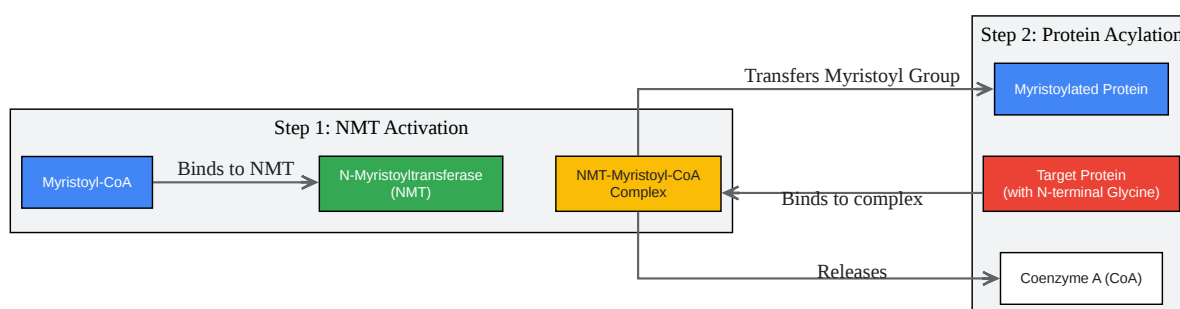 Step 2: Protein Acylation
Transfers Myristoyl Group
Myristoylated Protein
Step 1: NMT Activation
Myristoyl-CoA
Binds to NMT
N-Myristoyltransferase
(NMT)
NMT-Myristoyl-CoA
Complex
Binds to complex
Target Protein
(with N-terminal Glycine)
Releases
Coenzyme A (CoA)